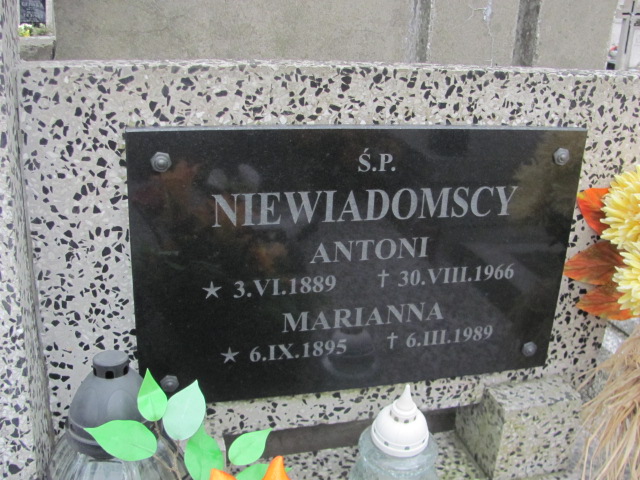 Ś.P.
NIEWIADOMSCY
ANTONI
★ 3.VI.1889 † 30.VIII.1966
MARIANNA
★ 6.IX.1895 † 6.III.1989